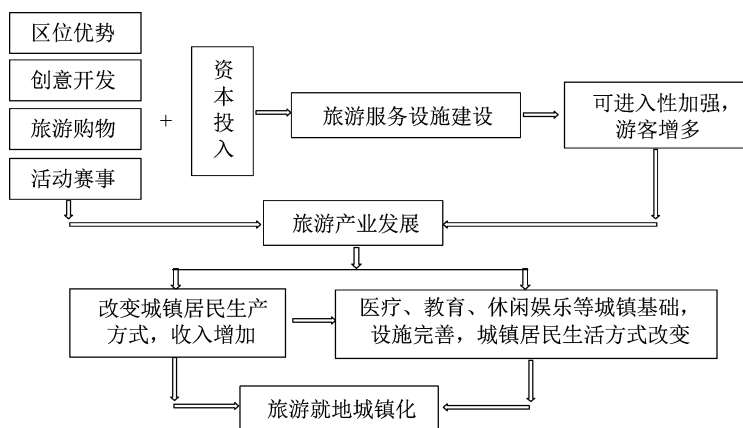 区位优势
创意开发
旅游购物
活动赛事
+
资
本
投
入
旅游服务设施建设
可进入性加强，
游客增多
旅游产业发展
改变城镇居民生产
方式，收入增加
医疗、教育、休闲娱乐等城镇基础，
设施完善，城镇居民生活方式改变
旅游就地城镇化